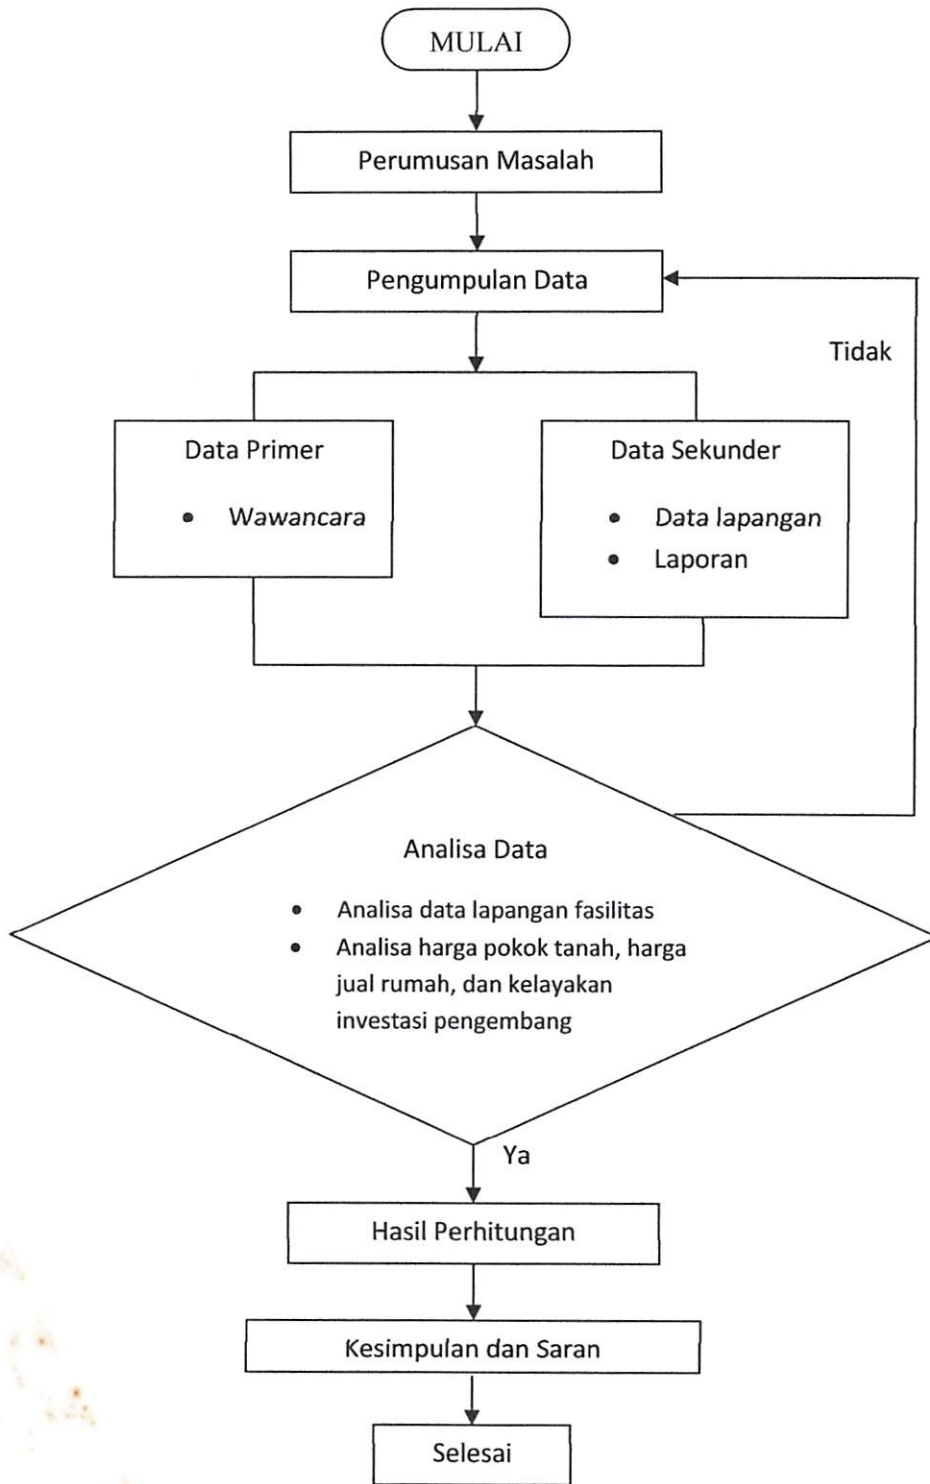 MULAI
Perumusan Masalah
Pengumpulan Data
Tidak
Data Primer
• Wawancara
Data Sekunder
• Data lapangan
• Laporan
Analisa Data
• Analisa data lapangan fasilitas
• Analisa harga pokok tanah, harga
jual rumah, dan kelayakan
investasi pengembang
Ya
Hasil Perhitungan
Kesimpulan dan Saran
Selesai